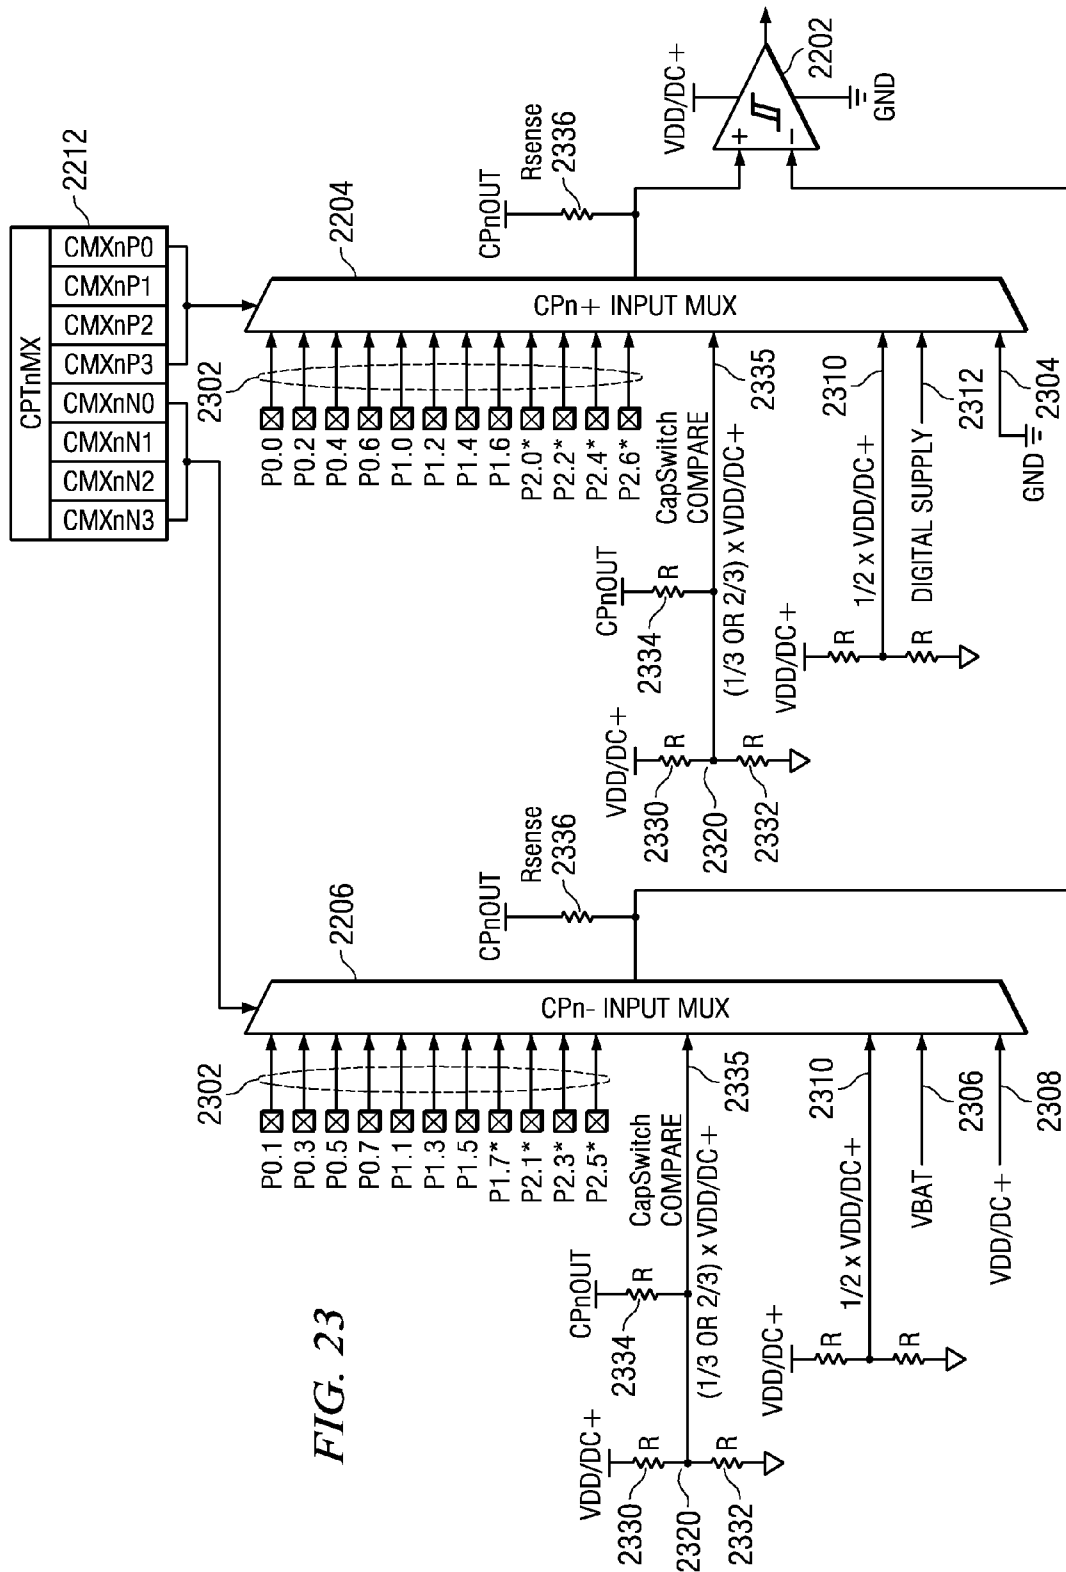 CPTnMX
CMXnN3
CMXnN2
CMXnN1
CMXnN0
CMXnP3
CMXnP2
CMXnP1
CMXnP0
2212
2302
P0.0
P0.2
P0.4
P0.6
P1.0
P1.2
P1.4
P1.6
P2.0*
P2.2*
P2.4*
P2.6*
CPn+ INPUT MUX
2204
CPnOUT
Rsense
2336
VDD/DC+
+
-
2202
GND
CapSwitch
COMPARE
2335
CPnOUT
R
2334
(1/3 OR 2/3) x VDD/DC+
VDD/DC+
R
2330
2320
R
2332
VDD/DC+
R
R
1/2 x VDD/DC+
2310
DIGITAL SUPPLY
2312
GND
2304
2302
P0.1
P0.3
P0.5
P0.7
P1.1
P1.3
P1.5
P1.7*
P2.1*
P2.3*
P2.5*
CPn- INPUT MUX
2206
CPnOUT
Rsense
2336
CapSwitch
COMPARE
2335
CPnOUT
R
2334
(1/3 OR 2/3) x VDD/DC+
VDD/DC+
R
2330
2320
R
2332
VDD/DC+
R
R
1/2 x VDD/DC+
2310
VBAT
2306
VDD/DC+
2308
FIG. 23